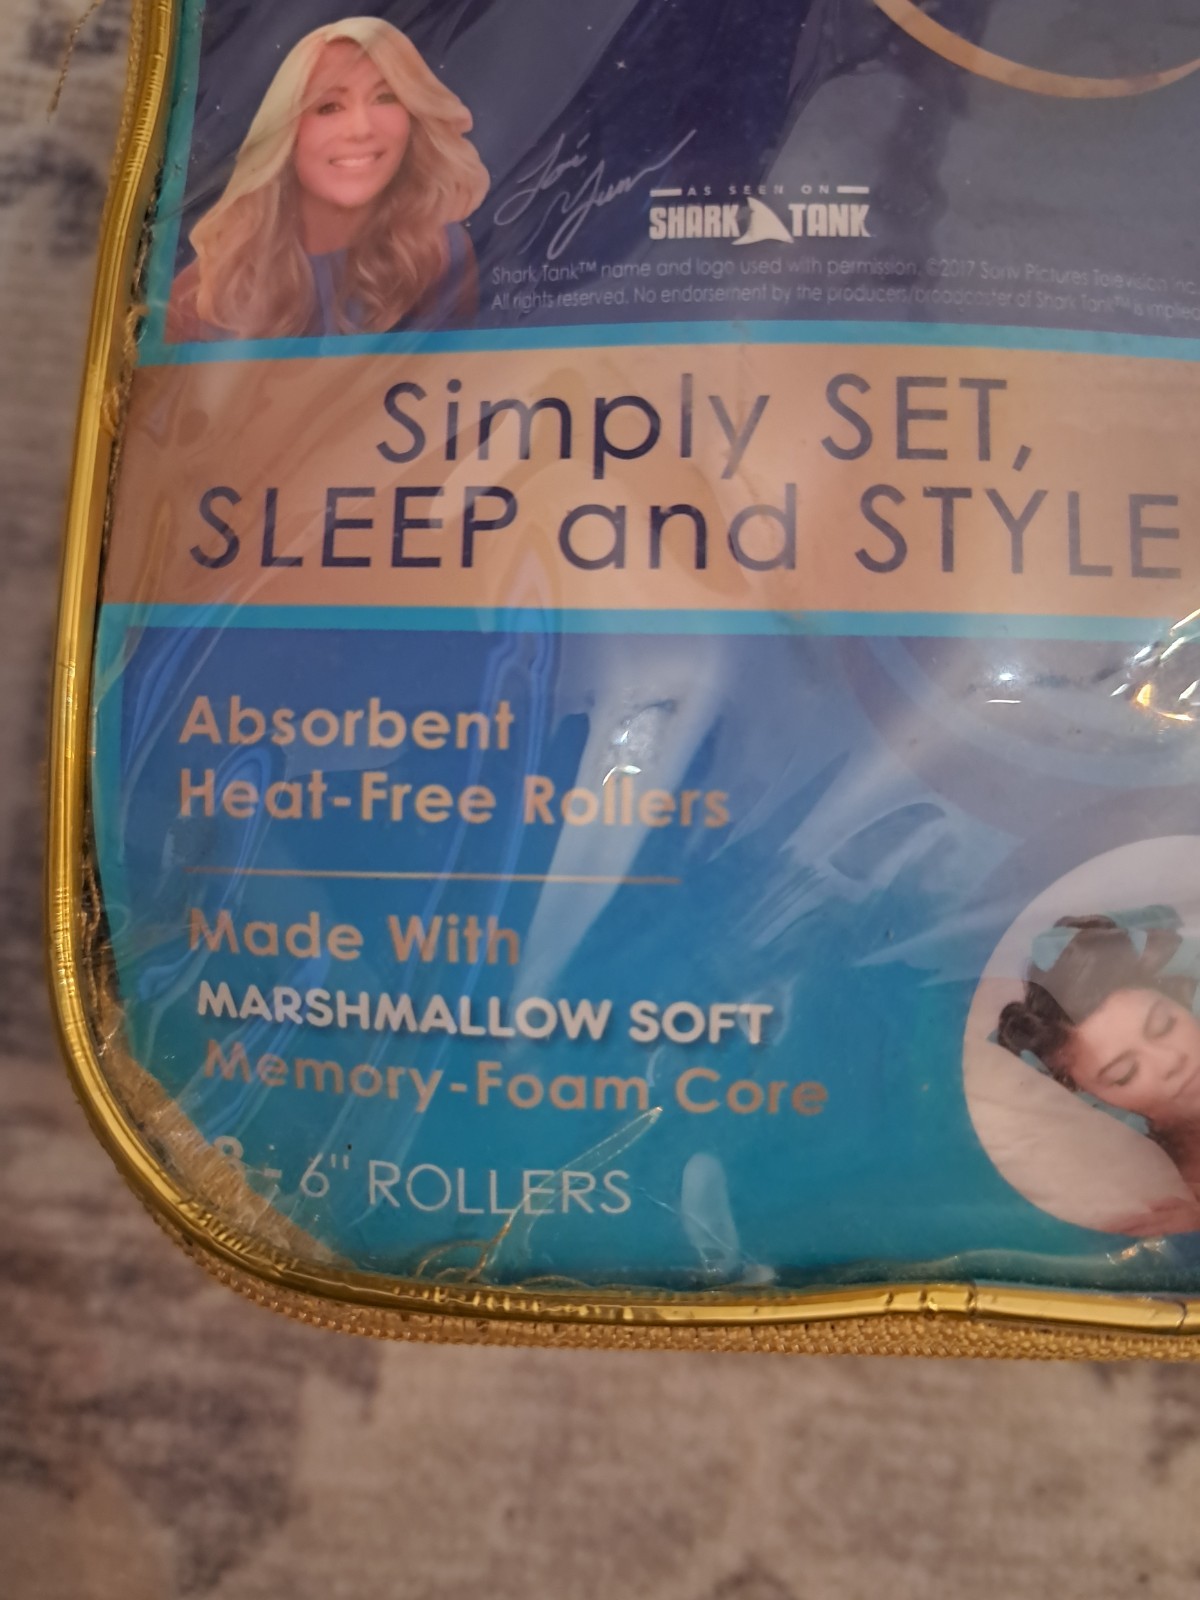 AS SEEN ON
SHARK TANK
Shark Tank™ name and logo used with permission. ©2017 Sony Pictures Television Inc
All rights reserved. No endorsement by the producers/broadcaster of Shark Tank™ is implied
Simply SET,
SLEEP and STYLE
Absorbent
Heat-Free Rollers
Made With
MARSHMALLOW SOFT
Memory-Foam Core
8 - 6" ROLLERS